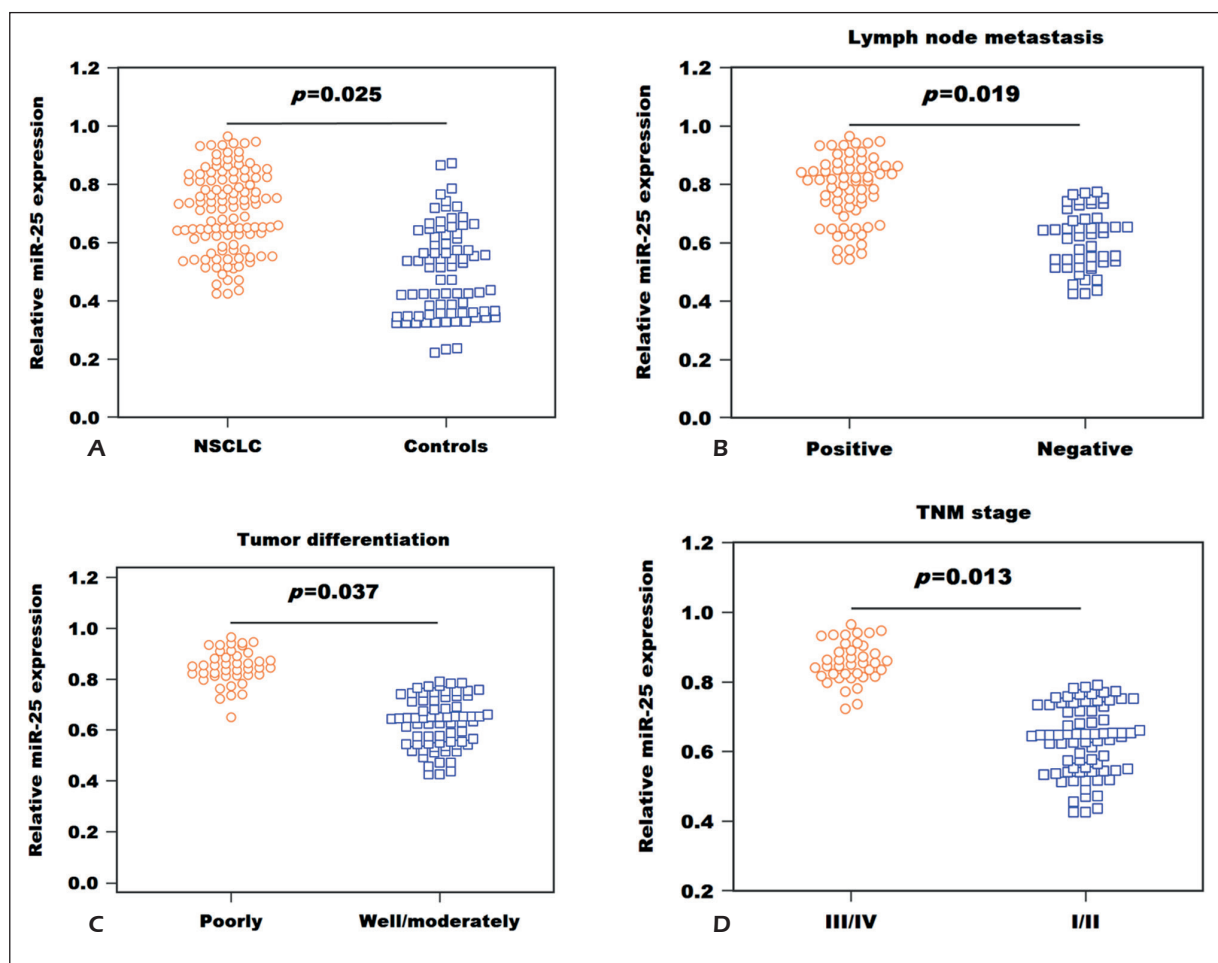 p=0.025
Relative miR-25 expression
1.2
1.0
0.8
0.6
0.4
0.2
0.0
NSCLC Controls
A
Lymph node metastasis
p=0.019
Relative miR-25 expression
1.2
1.0
0.8
0.6
0.4
0.2
0.0
Positive Negative
B
Tumor differentiation
p=0.037
Relative miR-25 expression
1.2
1.0
0.8
0.6
0.4
0.2
0.0
Poorly Well/moderately
C
TNM stage
p=0.013
Relative miR-25 expression
1.2
1.0
0.8
0.6
0.4
0.2
III/IV I/II
D